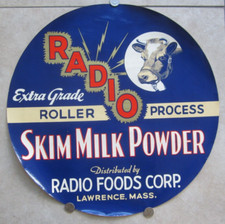 RADIO
Extra Grade
ROLLER PROCESS
SKIM MILK POWDER
Distributed by
RADIO FOODS CORP.
LAWRENCE, MASS.